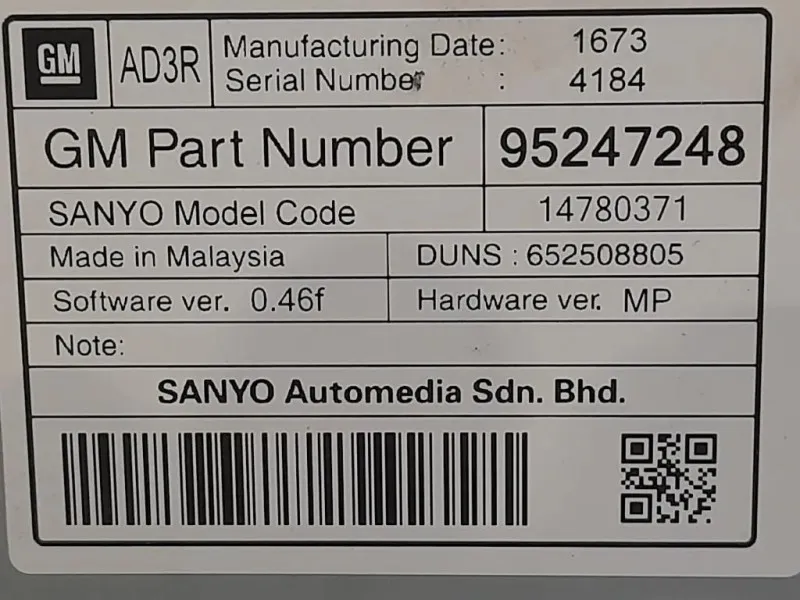 GM
AD3R
Manufacturing Date: 1673
Serial Number : 4184
GM Part Number 95247248
SANYO Model Code 14780371
Made in Malaysia DUNS : 652508805
Software ver. 0.46f Hardware ver. MP
Note:
SANYO Automedia Sdn. Bhd.